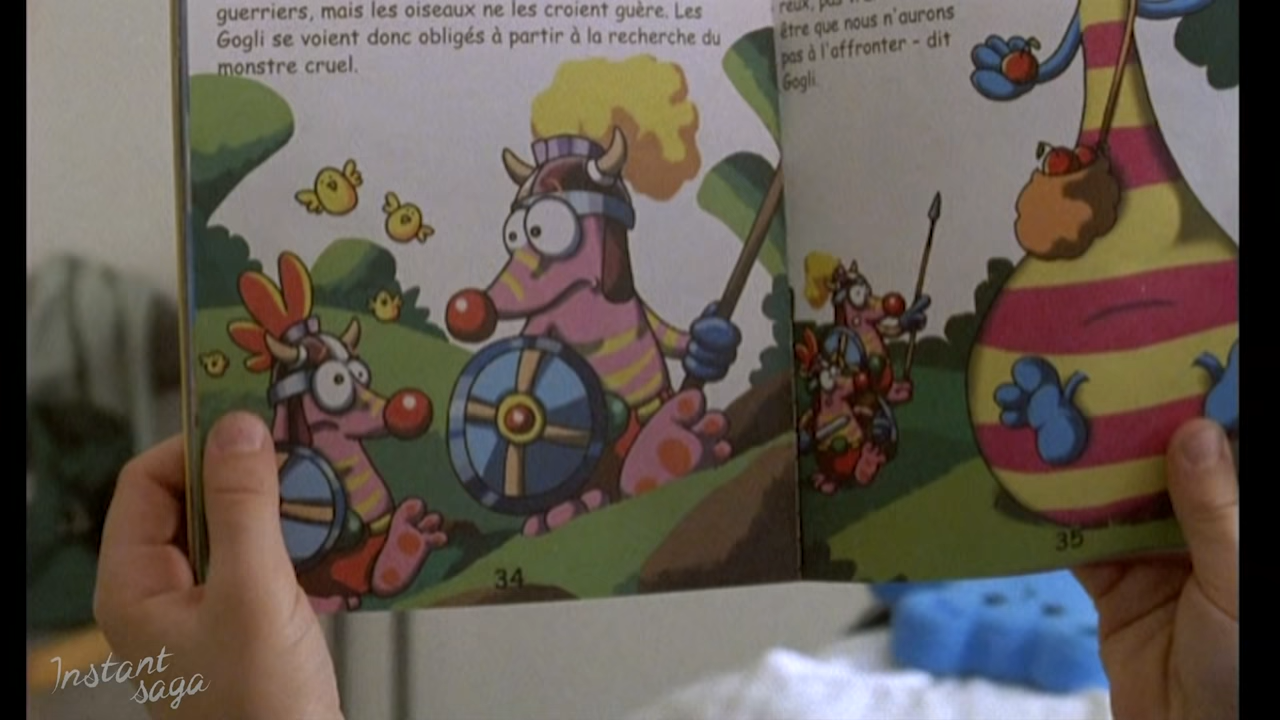 guerriers, mais les oiseaux ne les croient guère. Les
Gogli se voient donc obligés à partir à la recherche du
monstre cruel.
reux, pas
être que nous n'aurons
pas à l'affronter - dit
Gogli.
34
35
Instant
saga